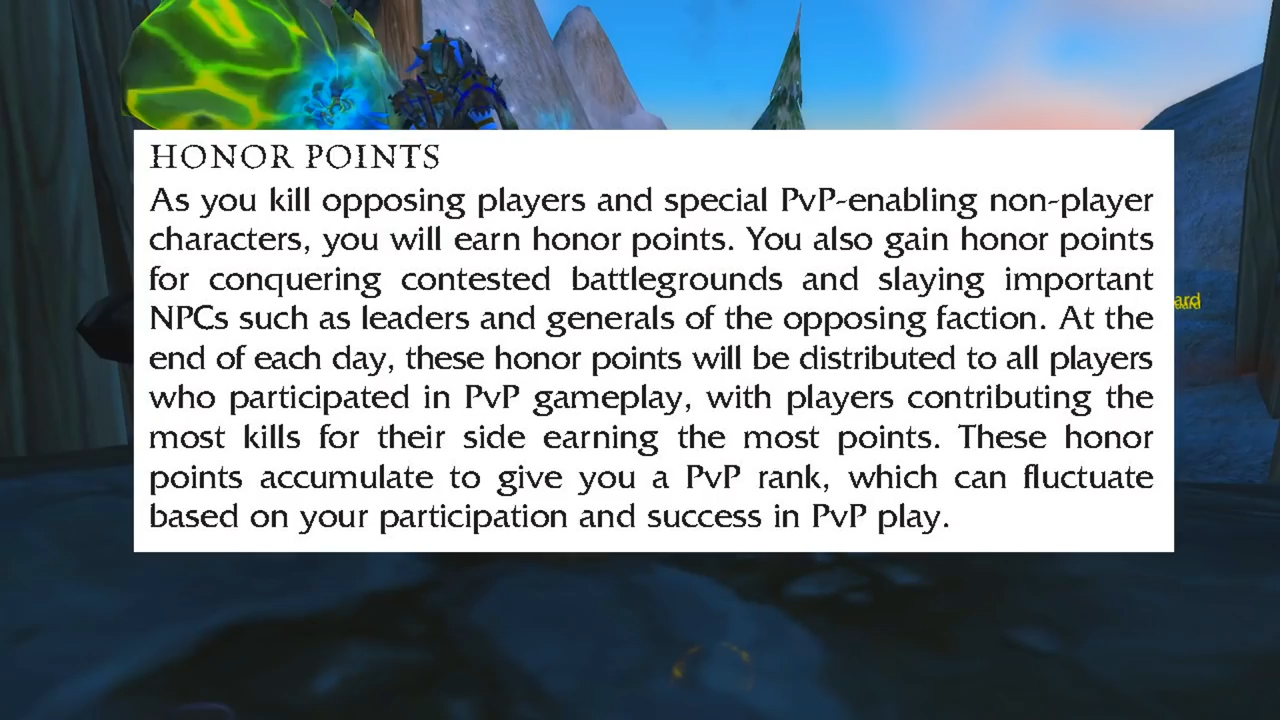 HONOR POINTS
As you kill opposing players and special PvP-enabling non-player
characters, you will earn honor points. You also gain honor points
for conquering contested battlegrounds and slaying important
NPCs such as leaders and generals of the opposing faction. At the
end of each day, these honor points will be distributed to all players
who participated in PvP gameplay, with players contributing the
most kills for their side earning the most points. These honor
points accumulate to give you a PvP rank, which can fluctuate
based on your participation and success in PvP play.